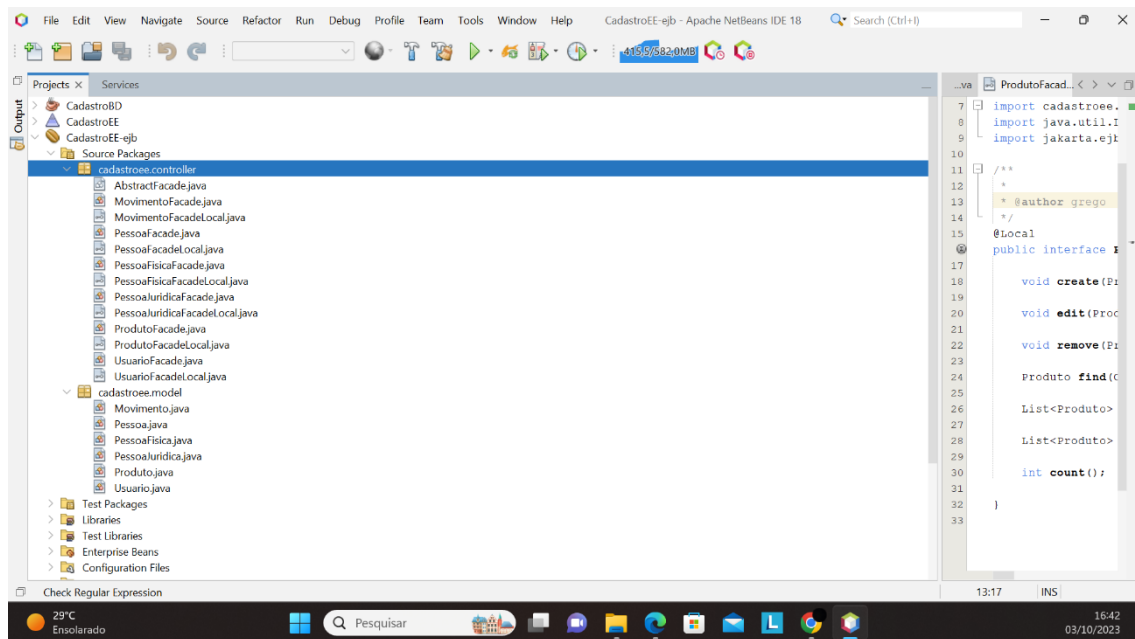 File Edit View Navigate Source Refactor Run Debug Profile Team Tools Window Help CadastroEE-ejb - Apache NetBeans IDE 18 Search (Ctrl+I)
415,5/582,0MB
Projects Services
...va ProdutoFacad...
Output
CadastroBD
CadastroEE
CadastroEE-ejb
Source Packages
cadastroee.controller
AbstractFacade.java
MovimentoFacade.java
MovimentoFacadeLocal.java
PessoaFacade.java
PessoaFacadeLocal.java
PessoaFisicaFacade.java
PessoaFisicaFacadeLocal.java
PessoaJuridicaFacade.java
PessoaJuridicaFacadeLocal.java
ProdutoFacade.java
ProdutoFacadeLocal.java
UsuarioFacade.java
UsuarioFacadeLocal.java
cadastroee.model
Movimento.java
Pessoa.java
PessoaFisica.java
PessoaJuridica.java
Produto.java
Usuario.java
Test Packages
Libraries
Test Libraries
Enterprise Beans
Configuration Files
7 import cadastroee.
8 import java.util.
9 import jakarta.ejb
10
11 /**
12 *
13 * @author grego
14 */
15 @Local
public interface
17
18 void create(
19
20 void edit(
21
22 void remove(
23
24 Produto find(
25
26 List<Produto>
27
28 List<Produto>
29
30 int count();
31
32 }
33
Check Regular Expression 13:17 INS
29°C
Ensolarado
Pesquisar
16:42
03/10/2023